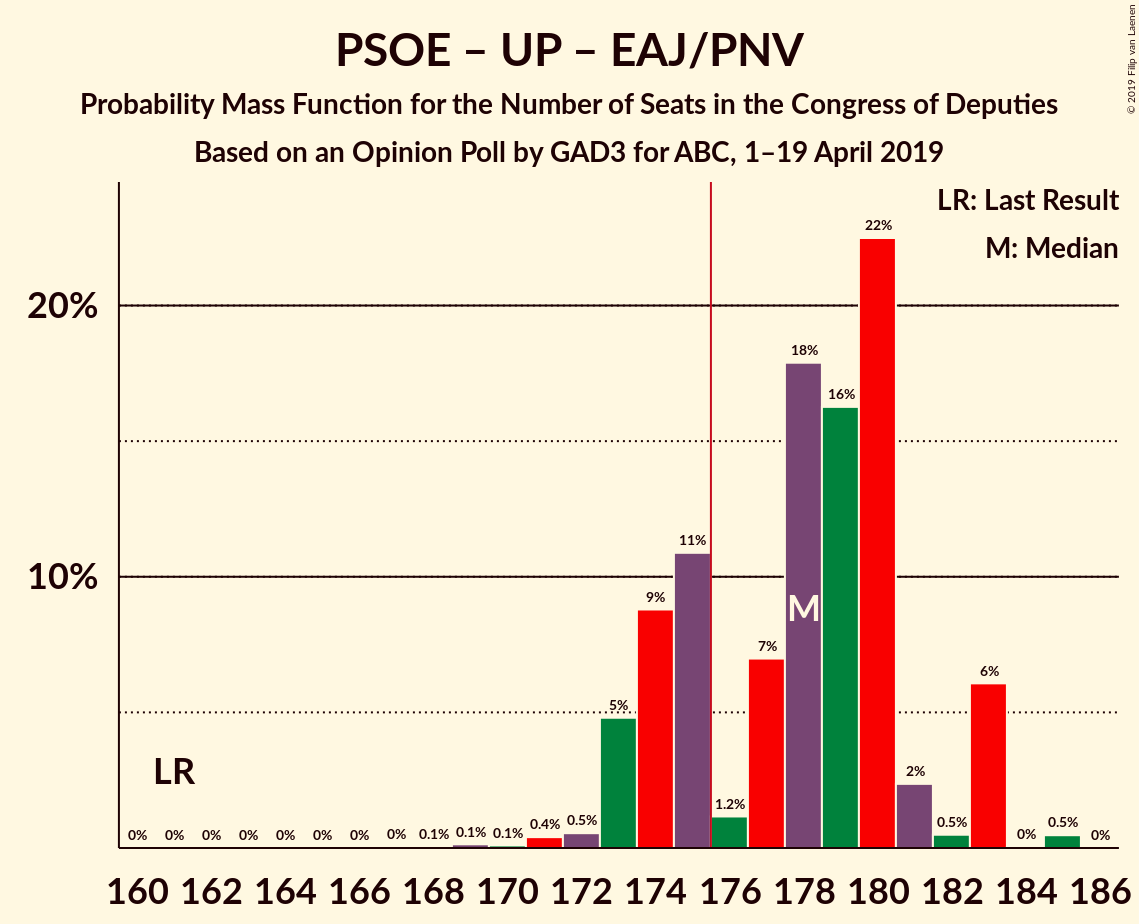 © 2019 Filip van Laenen
PSOE – UP – EAJ/PNV
Probability Mass Function for the Number of Seats in the Congress of Deputies
Based on an Opinion Poll by GAD3 for ABC, 1–19 April 2019
LR: Last Result
M: Median
22%
20%
18%
16%
11%
10%
9%
M
7%
6%
5%
LR
2%
1.2%
0% 0% 0% 0% 0% 0% 0% 0% 0.1% 0.1% 0.1% 0.4% 0.5% 0.5% 0% 0.5% 0%
160 162 164 166 168 170 172 174 176 178 180 182 184 186